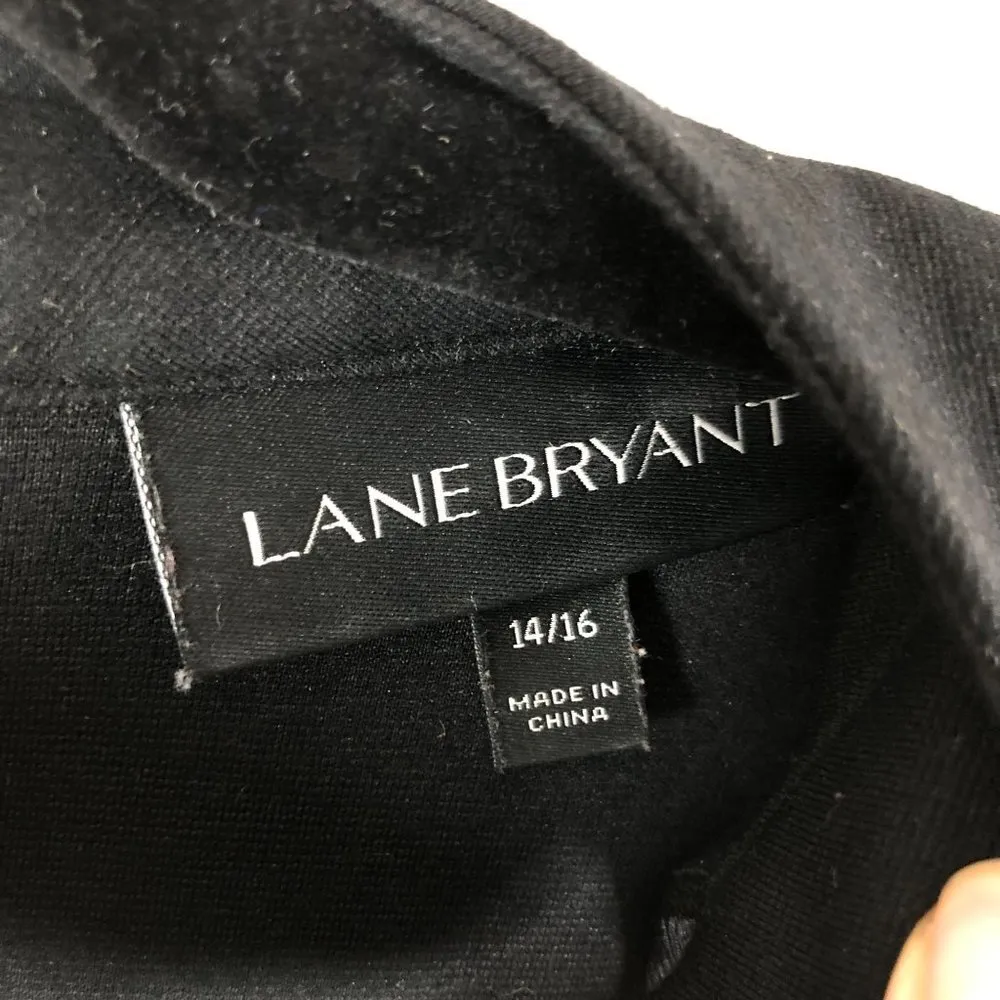 LANE BRYANT
14/16
MADE IN
CHINA